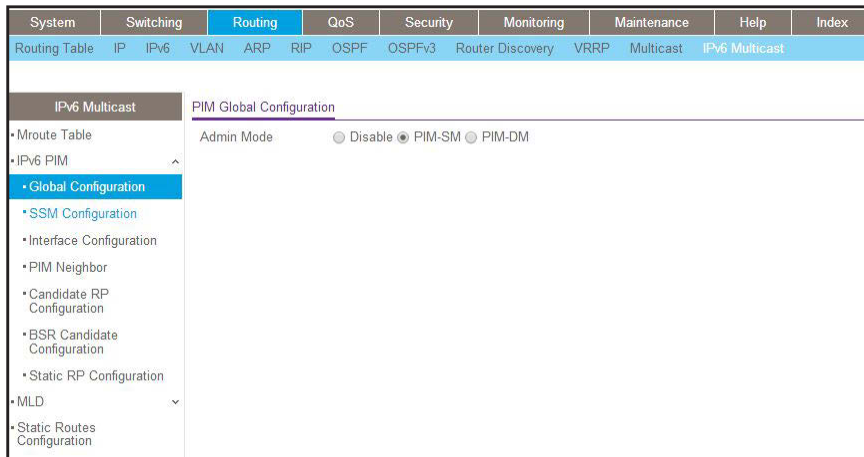 System Switching Routing QoS Security Monitoring Maintenance Help Index
Routing Table IP IPv6 VLAN ARP RIP OSPF OSPFv3 Router Discovery VRRP Multicast IPv6 Multicast
IPv6 Multicast
Mroute Table
IPv6 PIM
Global Configuration
SSM Configuration
Interface Configuration
PIM Neighbor
Candidate RP
Configuration
BSR Candidate
Configuration
Static RP Configuration
MLD
Static Routes
Configuration
PIM Global Configuration
Admin Mode Disable PIM-SM PIM-DM